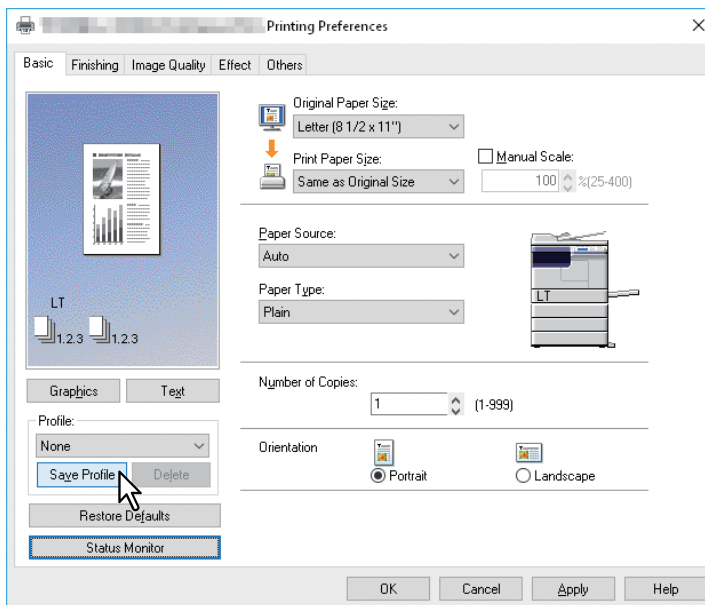 Printing Preferences
Basic Finishing Image Quality Effect Others
Original Paper Size:
Letter (8 1/2 x 11")
Print Paper Size:
Manual Scale:
Same as Original Size
100 %(25-400)
Paper Source:
Auto
Paper Type:
Plain
LT
LT
1.2.3 1.2.3
Graphics Text
Number of Copies:
1 (1-999)
Profile:
None
Save Profile Delete
Orientation
Portrait Landscape
Restore Defaults
Status Monitor
OK Cancel Apply Help